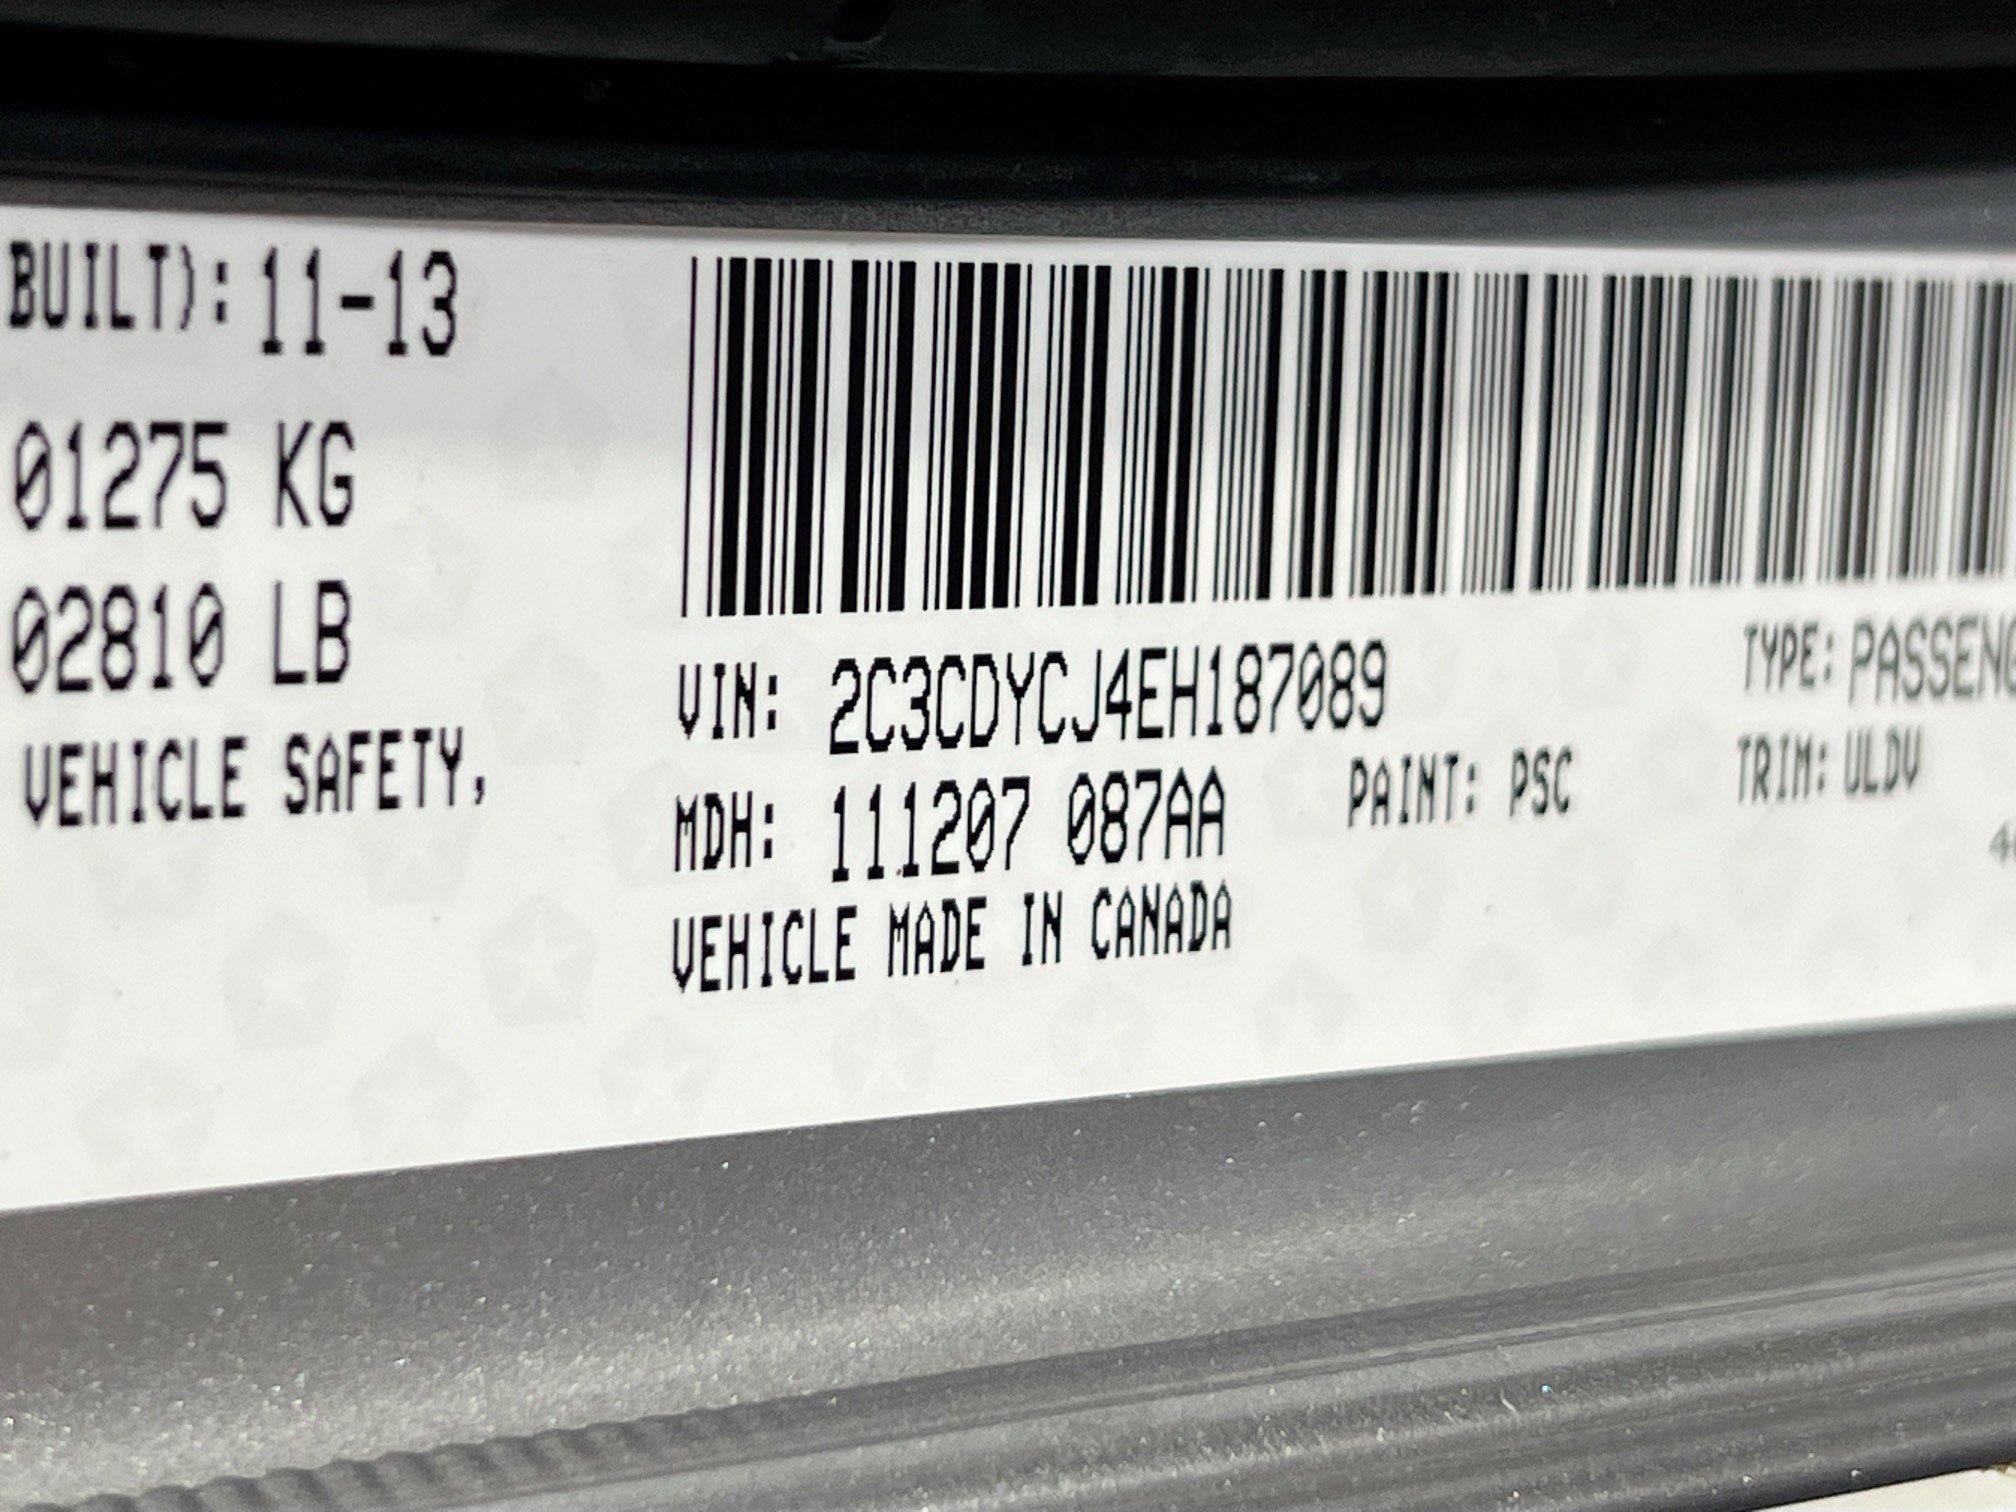 BUILT): 11-13
01275 KG
02810 LB
VEHICLE SAFETY,
VIN: 2C3CDYCJ4EH187089
TYPE: PASSENG
MDH: 111207 087AA
PAINT: PSC
TRIM: ULDV
VEHICLE MADE IN CANADA